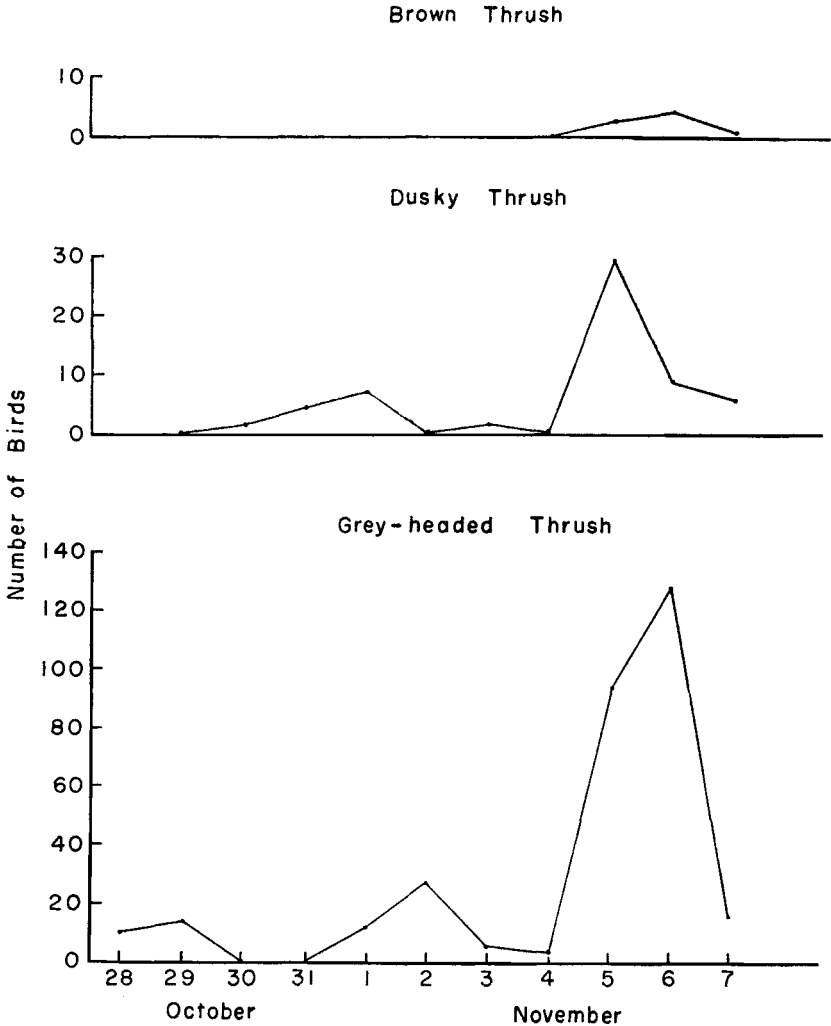 Brown Thrush
10
0
Dusky Thrush
30
20
10
0
Number of Birds
Grey-headed Thrush
140
120
100
80
60
40
20
0
28 29 30 31 1 2 3 4 5 6 7
October November